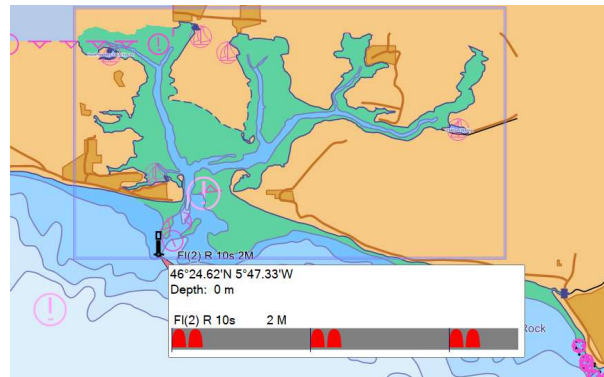 Fl(2) R 10s 2M
46°24.62'N 5°47.33'W
Depth: 0 m
Fl(2) R 10s 2 M
Rock